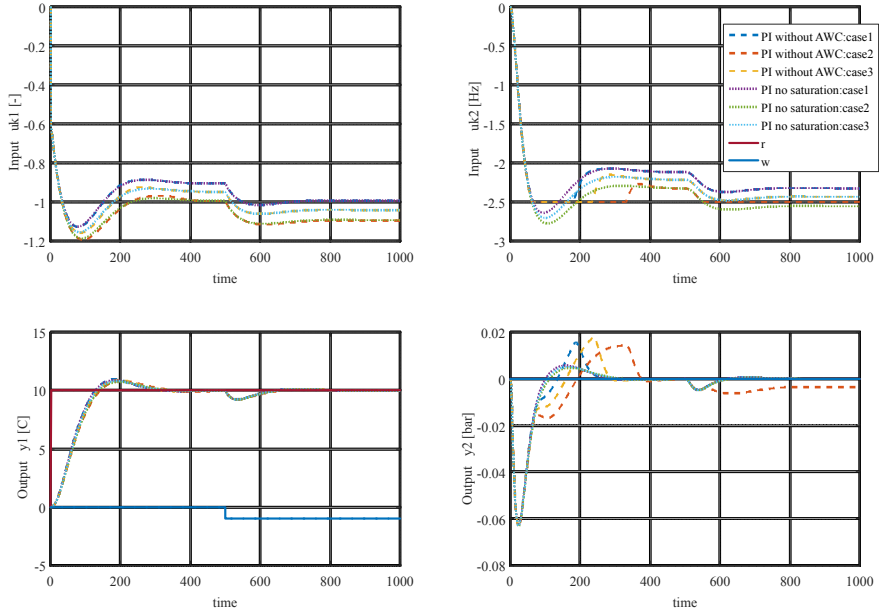 0
-0.2
-0.4
-0.6
-0.8
-1
-1.2
0 200 400 600 800 1000
time
Input uk1 [-]
0
-0.5
-1
-1.5
-2
-2.5
-3
0 200 400 600 800 1000
time
Input uk2 [Hz]
PI without AWC:case1
PI without AWC:case2
PI without AWC:case3
PI no saturation:case1
PI no saturation:case2
PI no saturation:case3
r
w
15
10
5
0
-5
0 200 400 600 800 1000
time
Output y1 [C]
0.02
0
-0.02
-0.04
-0.06
-0.08
0 200 400 600 800 1000
time
Output y2 [bar]